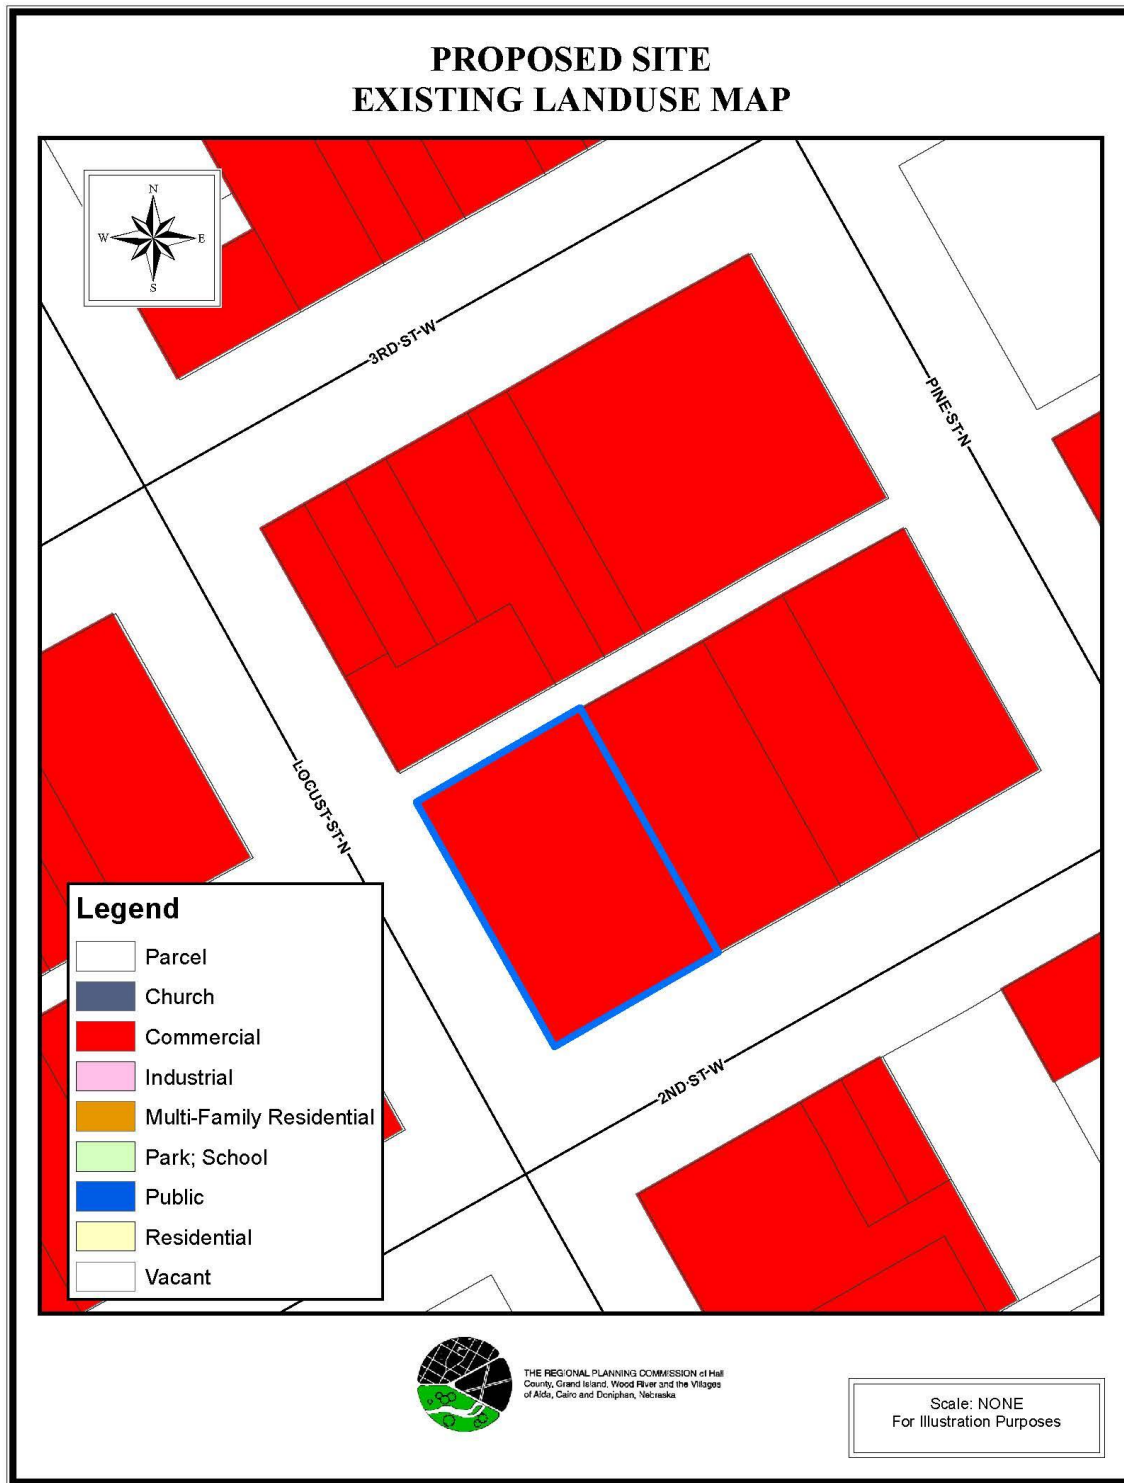 PROPOSED SITE
EXISTING LANDUSE MAP
N
W E
S
3RD ST W
PINE ST N
LOCUST ST N
2ND ST W
Legend
Parcel
Church
Commercial
Industrial
Multi-Family Residential
Park; School
Public
Residential
Vacant
THE REGIONAL PLANNING COMMISSION of Hall
County, Grand Island, Wood River and the Villages
of Alda, Cairo and Doniphan, Nebraska
Scale: NONE
For Illustration Purposes